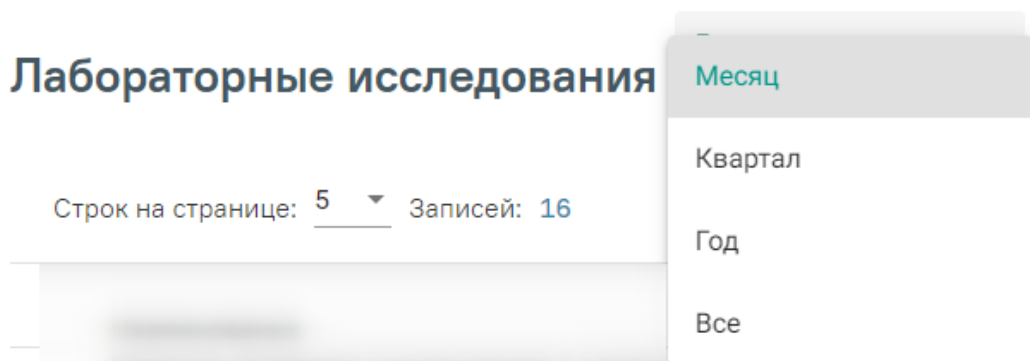 Лабораторные исследования
Месяц
Квартал
Строк на странице: 5 Записей: 16
Год
Все